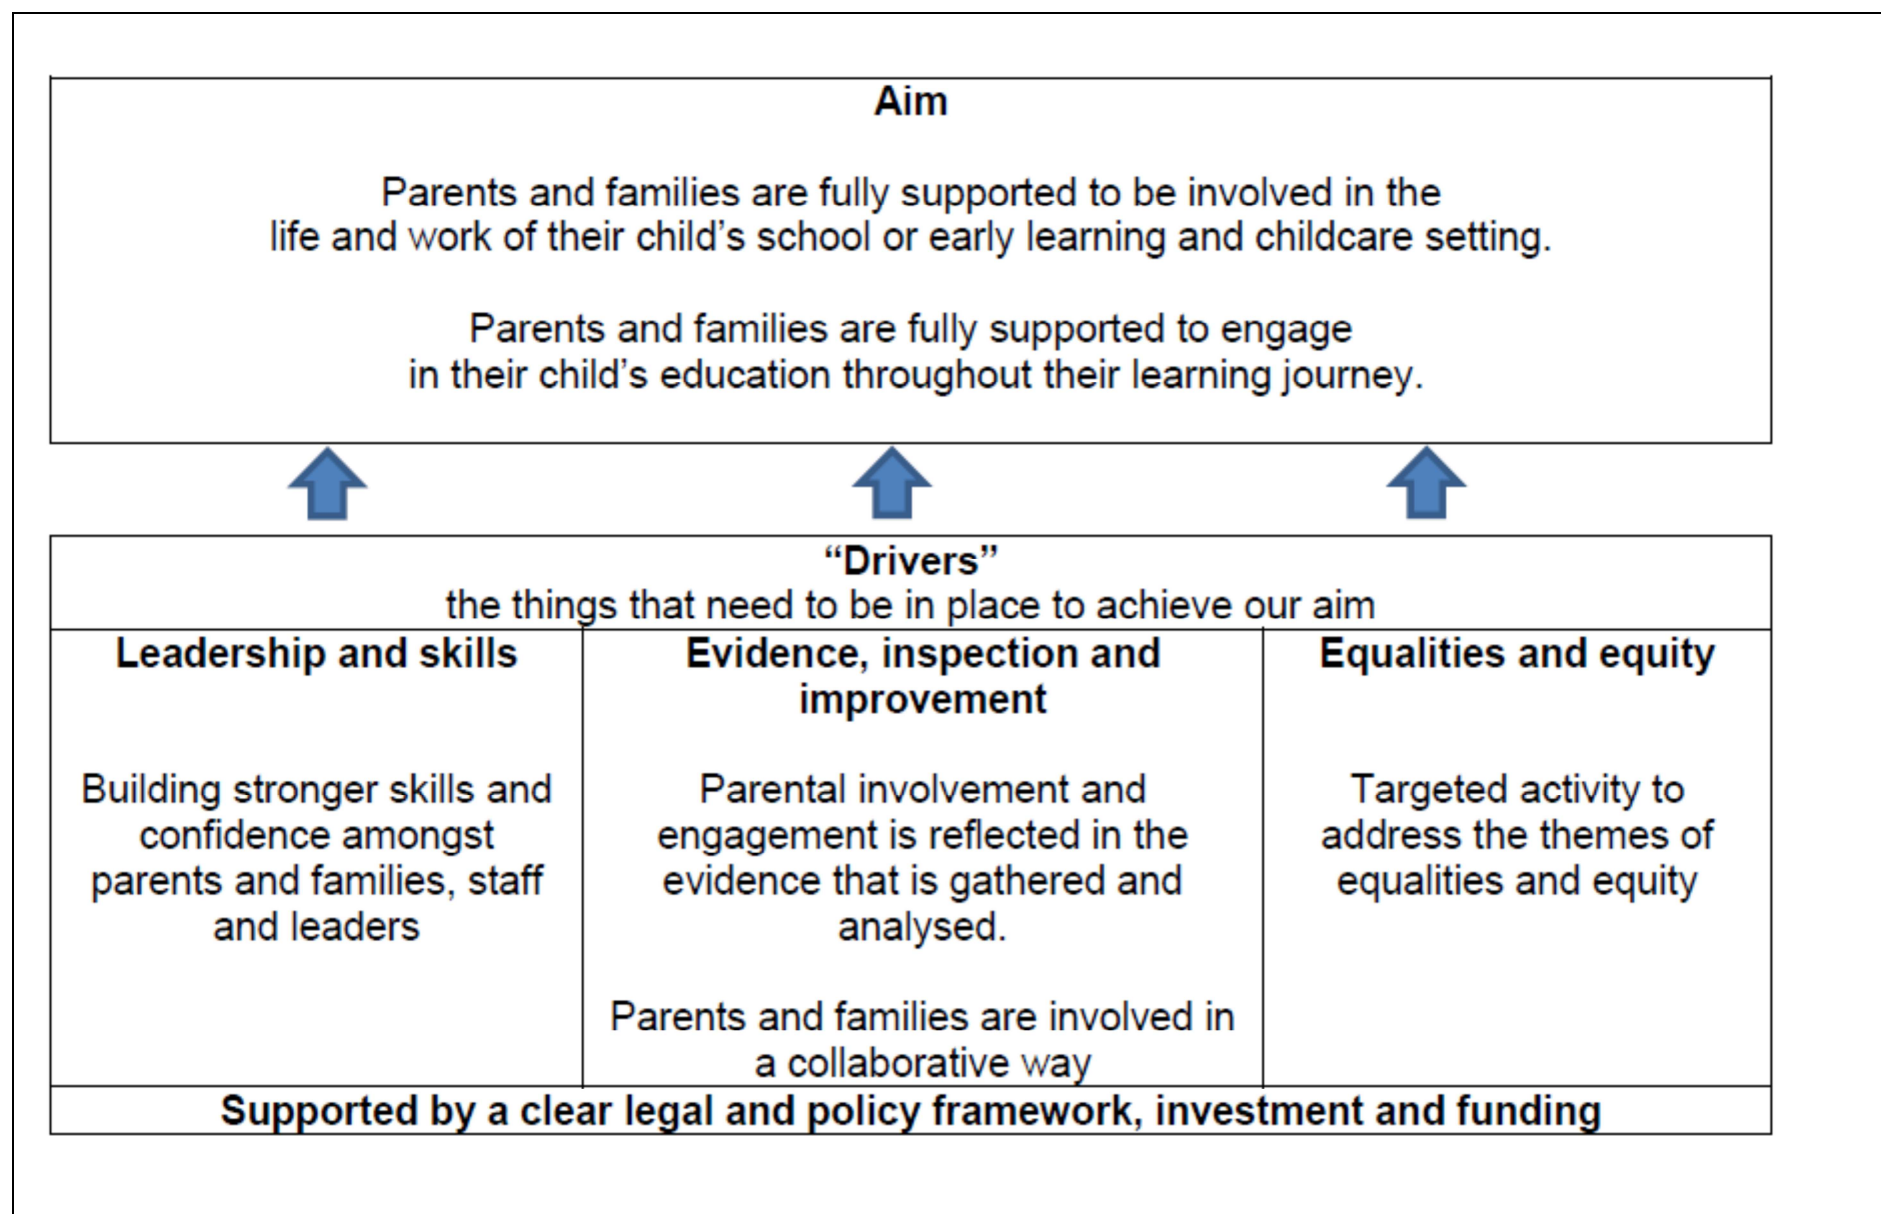 Aim
Parents and families are fully supported to be involved in the
life and work of their child’s school or early learning and childcare setting.
Parents and families are fully supported to engage
in their child’s education throughout their learning journey.
“Drivers”
the things that need to be in place to achieve our aim
Leadership and skills
Building stronger skills and
confidence amongst
parents and families, staff
and leaders
Evidence, inspection and
improvement
Parental involvement and
engagement is reflected in the
evidence that is gathered and
analysed.
Parents and families are involved in
a collaborative way
Equalities and equity
Targeted activity to
address the themes of
equalities and equity
Supported by a clear legal and policy framework, investment and funding